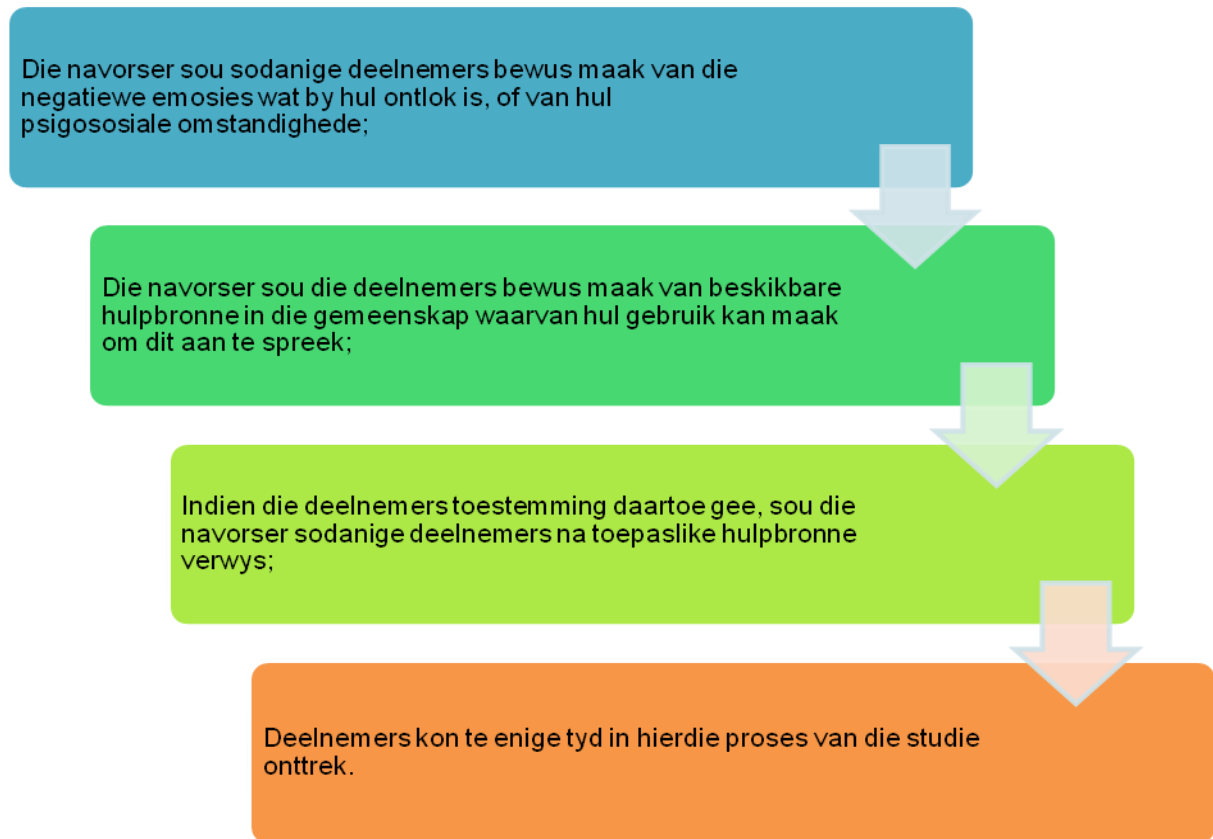 Die navorser sou sodanige deelnemers bewus maak van die
negatiewe emosies wat by hul ontlok is, of van hul
psigososiale omstandighede;
Die navorser sou die deelnemers bewus maak van beskikbare
hulpbronne in die gemeenskap waarvan hul gebruik kan maak
om dit aan te spreek;
Indien die deelnemers toestemming daartoe gee, sou die
navorser sodanige deelnemers na toepaslike hulpbronne
verwys;
Deelnemers kon te enige tyd in hierdie proses van die studie
onttrek.